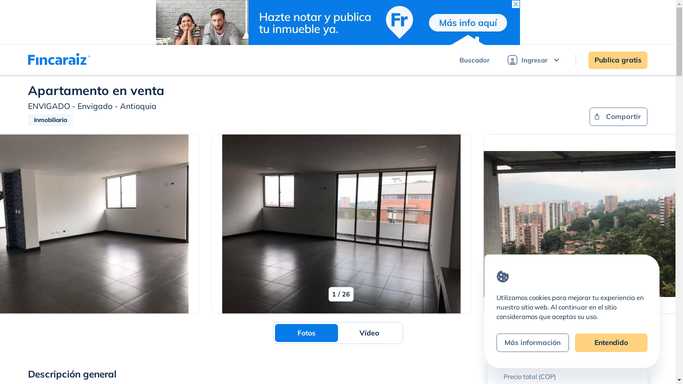 Hazte notar y publica
tu inmueble ya.
Fr
Más info aquí
Fincaraiz
Buscador
Ingresar
Publica gratis
Apartamento en venta
ENVIGADO - Envigado - Antioquia
Inmobiliaria
Compartir
1 / 26
Fotos
Vídeo
Utilizamos cookies para mejorar tu experiencia en
nuestro sitio web. Al continuar en el sitio
consideramos que aceptas su uso.
Más información
Entendido
Descripción general
Precio total (COP)